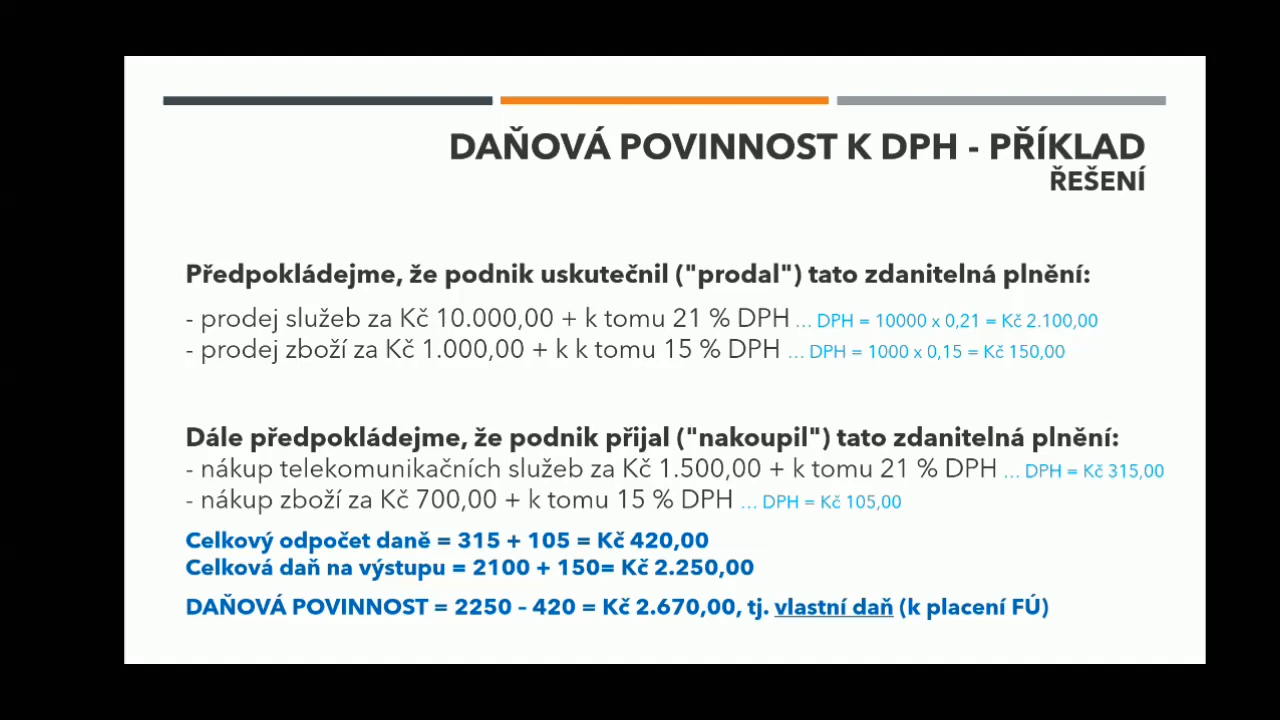 DAŇOVÁ POVINNOST K DPH - PŘÍKLAD
ŘEŠENÍ
Předpokládejme, že podnik uskutečnil ("prodal") tato zdanitelná plnění:
- prodej služeb za Kč 10.000,00 + k tomu 21 % DPH … DPH = 10000 x 0,21 = Kč 2.100,00
- prodej zboží za Kč 1.000,00 + k k tomu 15 % DPH … DPH = 1000 x 0,15 = Kč 150,00
Dále předpokládejme, že podnik přijal ("nakoupil") tato zdanitelná plnění:
- nákup telekomunikačních služeb za Kč 1.500,00 + k tomu 21 % DPH … DPH = Kč 315,00
- nákup zboží za Kč 700,00 + k tomu 15 % DPH … DPH = Kč 105,00
Celkový odpočet daně = 315 + 105 = Kč 420,00
Celková daň na výstupu = 2100 + 150= Kč 2.250,00
DAŇOVÁ POVINNOST = 2250 – 420 = Kč 2.670,00, tj. vlastní daň (k placení FÚ)